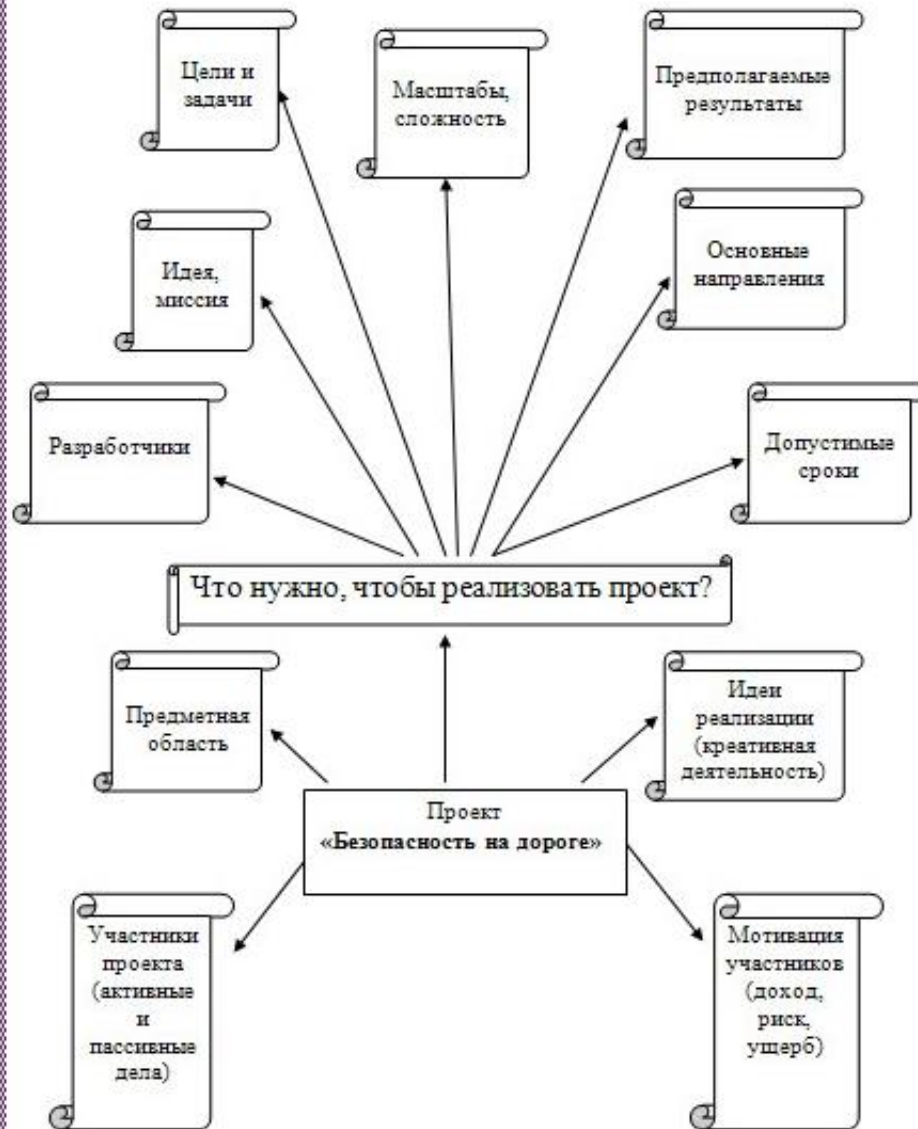 Цели и
задачи
Масштабы,
сложность
Предполагаемые
результаты
Идея,
миссия
Основные
направления
Разработчики
Допустимые
сроки
Что нужно, чтобы реализовать проект?
Предметная
область
Идеи
реализации
(креативная
деятельность)
Проект
«Безопасность на дороге»
Участники
проекта
(активные
и
пассивные
дела)
Мотивация
участников
(доход,
риск,
ущерб)